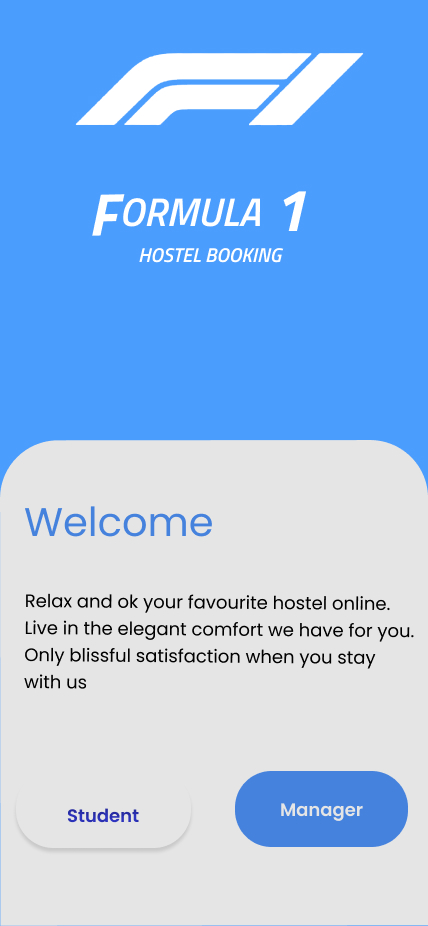 F1
FORMULA 1
HOSTEL BOOKING
Welcome
Relax and ok your favourite hostel online.
Live in the elegant comfort we have for you.
Only blissful satisfaction when you stay
with us
Student
Manager